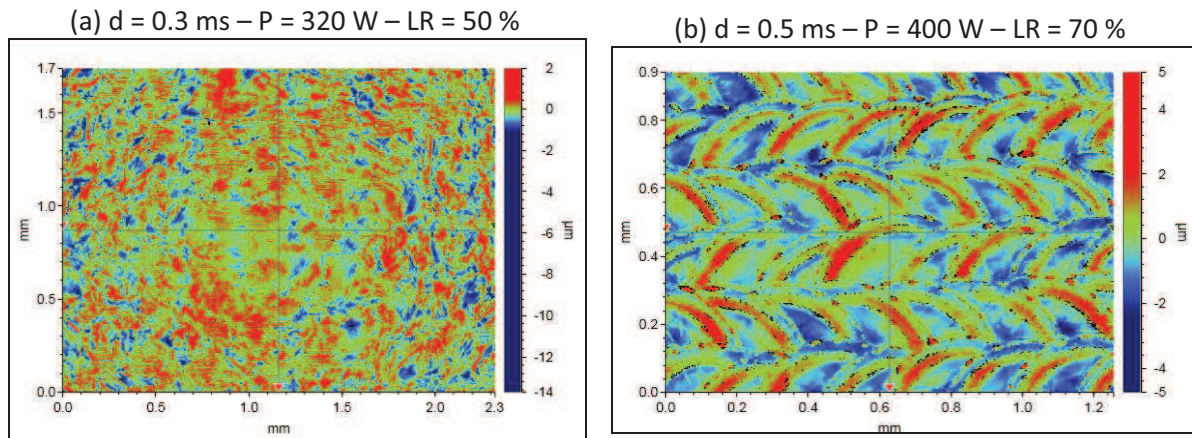 (a) d = 0.3 ms – P = 320 W – LR = 50 %
1.7
1.5
1.0
0.5
0.0
mm
0.0 0.5 1.0 1.5 2.0 2.3
mm
2
0
-2
-4
-6
-8
-10
-12
-14
µm
(b) d = 0.5 ms – P = 400 W – LR = 70 %
0.9
0.8
0.6
0.4
0.2
0.0
mm
0.0 0.2 0.4 0.6 0.8 1.0 1.2
mm
5
4
2
0
-2
-4
-5
µm